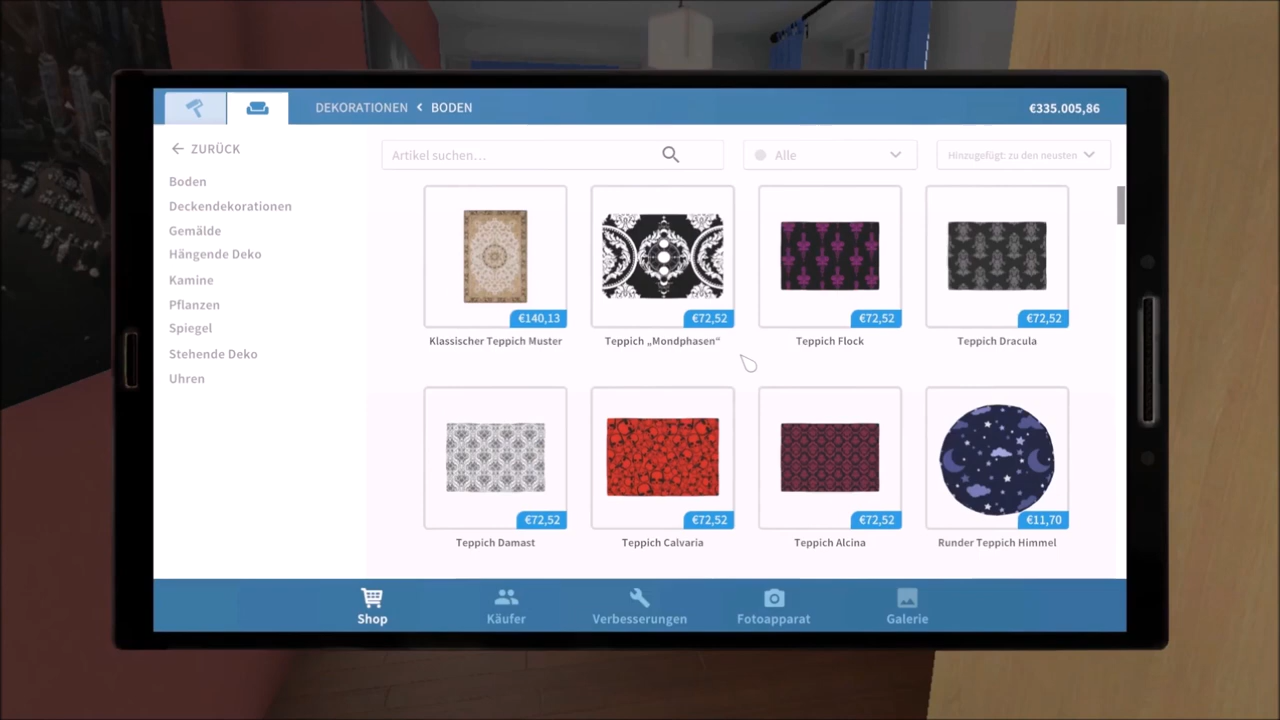 DEKORATIONEN < BODEN
€335.005,86
ZURÜCK
Artikel suchen...
Alle
Hinzugefügt: zu den neusten
Boden
Deckendekorationen
Gemälde
Hängende Deko
Kamine
Pflanzen
Spiegel
Stehende Deko
Uhren
€140,13
€72,52
€72,52
€72,52
Klassischer Teppich Muster
Teppich „Mondphasen“
Teppich Flock
Teppich Dracula
€72,52
€72,52
€72,52
€11,70
Teppich Damast
Teppich Calvaria
Teppich Alcina
Runder Teppich Himmel
Shop
Käufer
Verbesserungen
Fotoapparat
Galerie